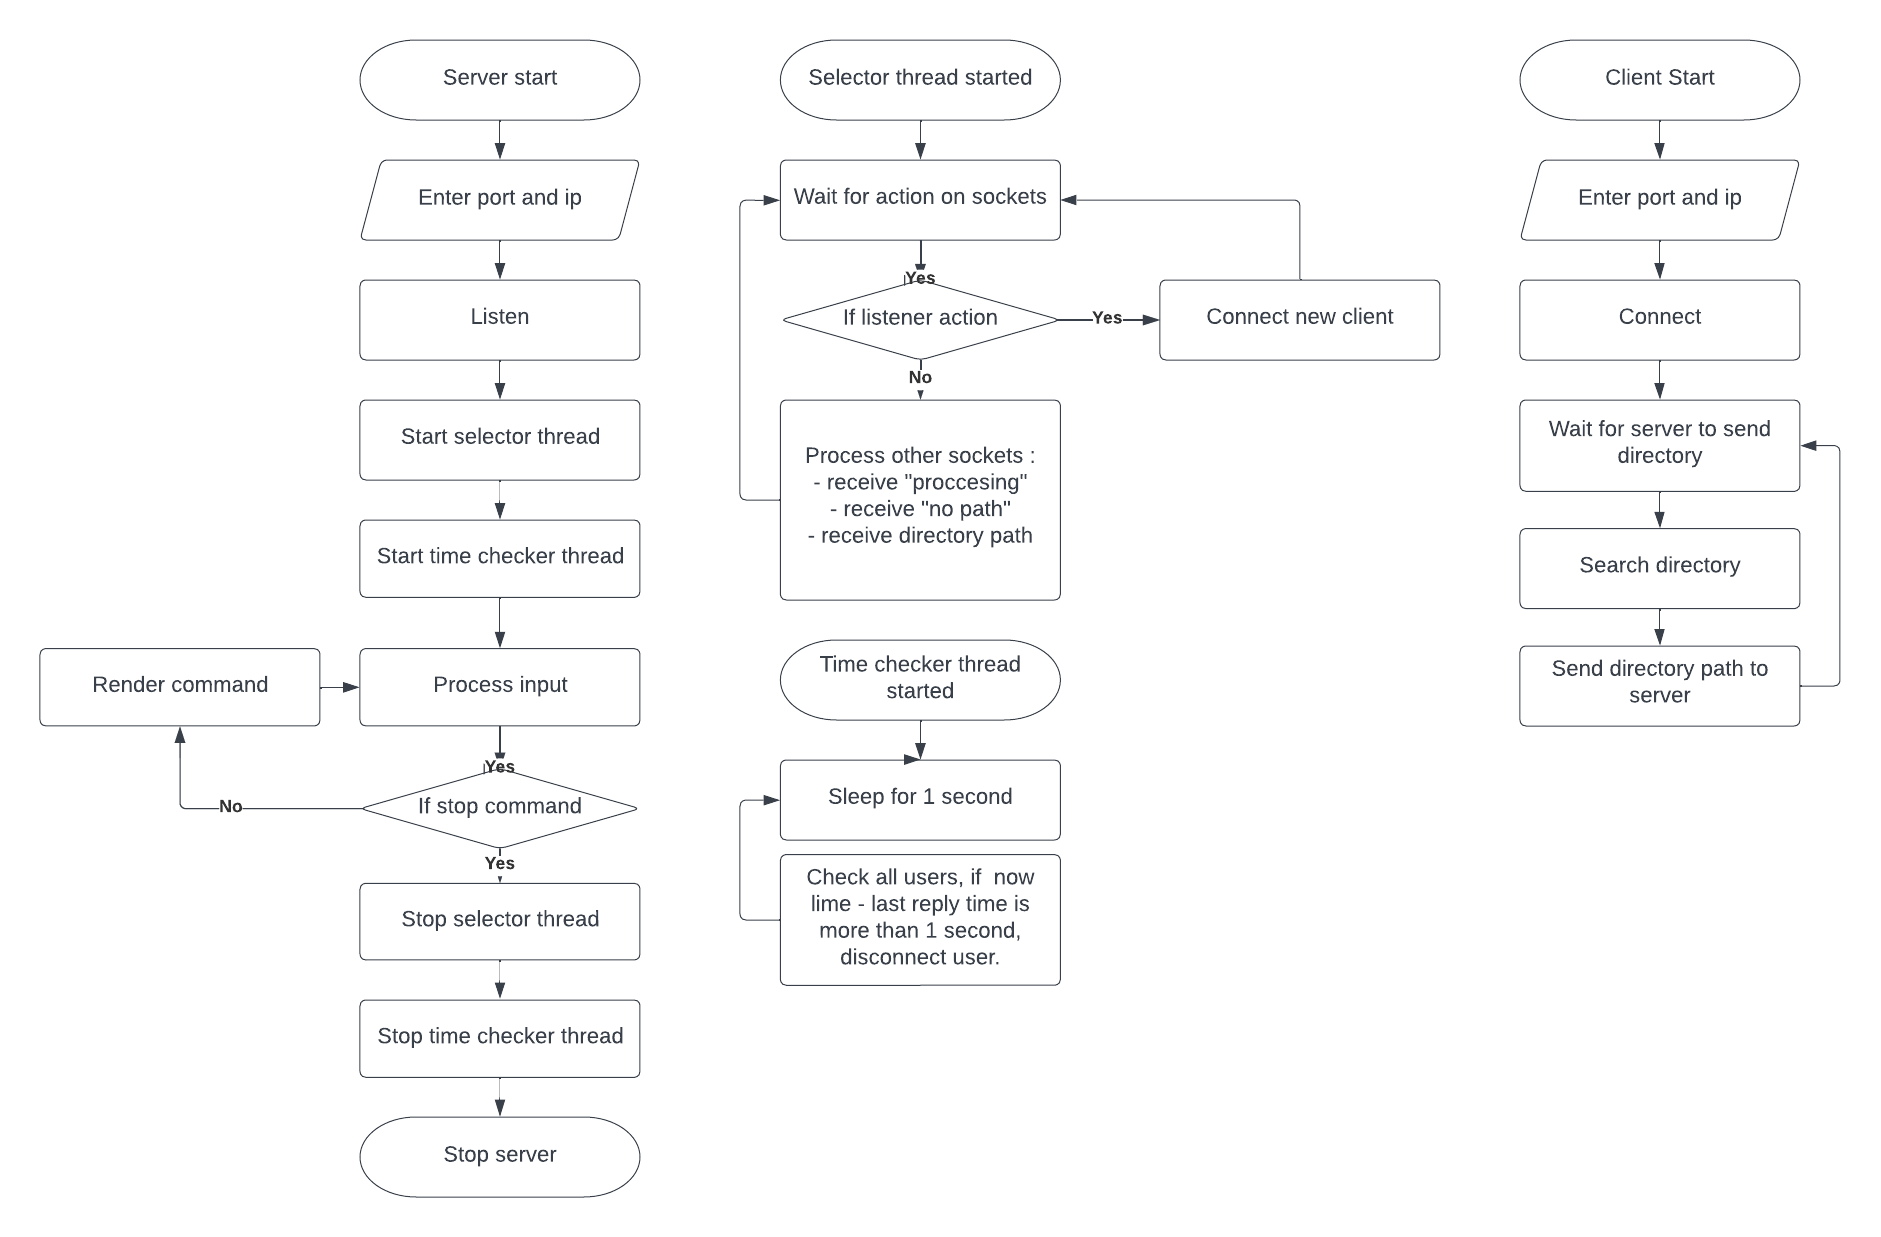 Server start
Enter port and ip
Listen
Start selector thread
Start time checker thread
Render command
Process input
Yes
If stop command
No
Yes
Stop selector thread
Stop time checker thread
Stop server
Selector thread started
Wait for action on sockets
Yes
If listener action
Yes
Connect new client
No
Process other sockets :
- receive "proccesing"
- receive "no path"
- receive directory path
Time checker thread
started
Sleep for 1 second
Check all users, if  now
lime - last reply time is
more than 1 second,
disconnect user.
Client Start
Enter port and ip
Connect
Wait for server to send
directory
Search directory
Send directory path to
server